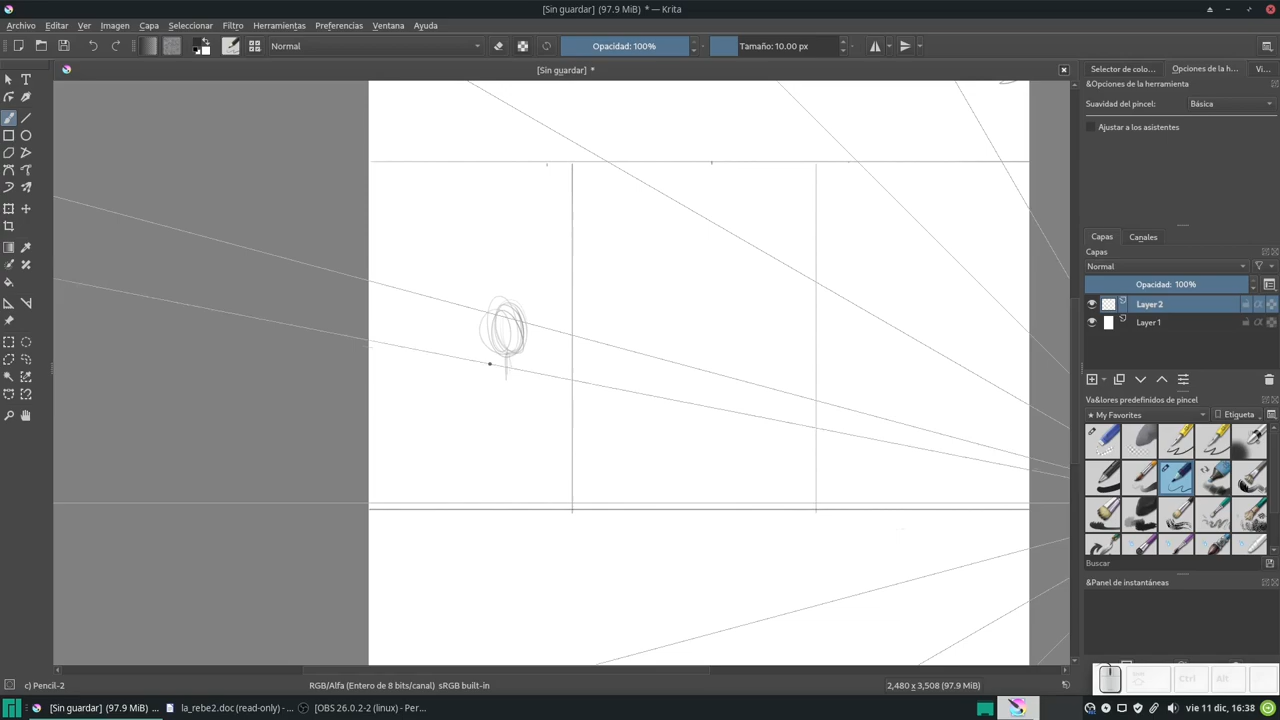 [Sin guardar] (97.9 MiB) * — Krita
Archivo Editar Ver Imagen Capa Seleccionar Filtro Herramientas Preferencias Ventana Ayuda
Normal
Opacidad: 100%
Tamaño: 10.00 px
[Sin guardar] *
Selector de colo...
Opciones de la h...
Vi...
&Opciones de la herramienta
Suavidad del pincel:
Básica
Ajustar a los asistentes
Capas
Canales
Capas
Normal
Opacidad: 100%
Layer 2
Layer 1
Va&lores predefinidos de pincel
★ My Favorites
Etiqueta
Buscar
&Panel de instantáneas
c) Pencil-2
RGB/Alfa (Entero de 8 bits/canal) sRGB built-in
2,480 x 3,508 (97.9 MiB)
Ctrl
Alt
[Sin guardar] (97.9 MiB) ...
la_rebe2.doc (read-only) - ...
[OBS 26.0.2-2 (linux) - Per...
vie 11 dic, 16:38